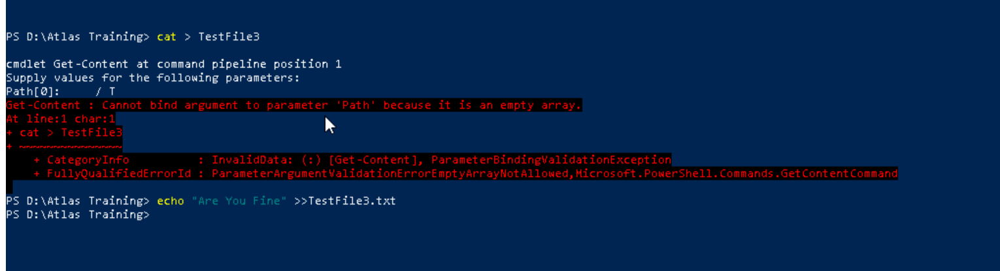 PS D:\Atlas Training> cat > TestFile3
cmdlet Get-Content at command pipeline position 1
Supply values for the following parameters:
Path[0]:     / T
Get-Content : Cannot bind argument to parameter 'Path' because it is an empty array.
At line:1 char:1
+ cat > TestFile3
+ ~~~~~~~~~~~~~~~
    + CategoryInfo          : InvalidData: (:) [Get-Content], ParameterBindingValidationException
    + FullyQualifiedErrorId : ParameterArgumentValidationErrorEmptyArrayNotAllowed,Microsoft.PowerShell.Commands.GetContentCommand
PS D:\Atlas Training> echo "Are You Fine" >>TestFile3.txt
PS D:\Atlas Training>